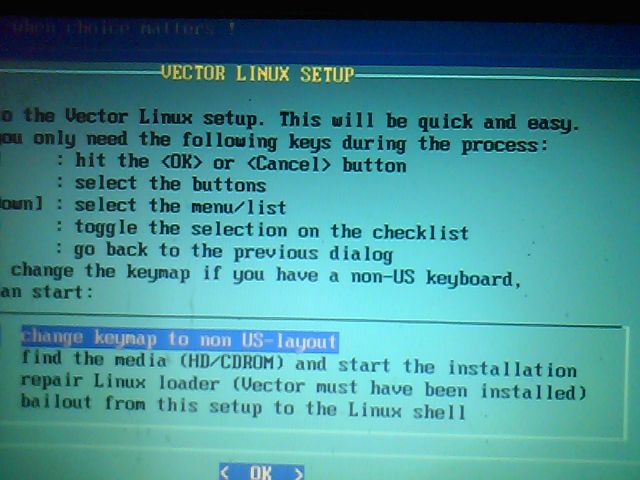 when choice matters !
VECTOR LINUX SETUP
o the Vector Linux setup. This will be quick and easy.
you only need the following keys during the process:
: hit the <OK> or <Cancel> button
: select the buttons
own] : select the menu/list
: toggle the selection on the checklist
: go back to the previous dialog
change the keymap if you have a non-US keyboard,
an start:
change keymap to non US-layout
find the media (HD/CDROM) and start the installation
repair Linux loader (Vector must have been installed)
bailout from this setup to the Linux shell
< OK >